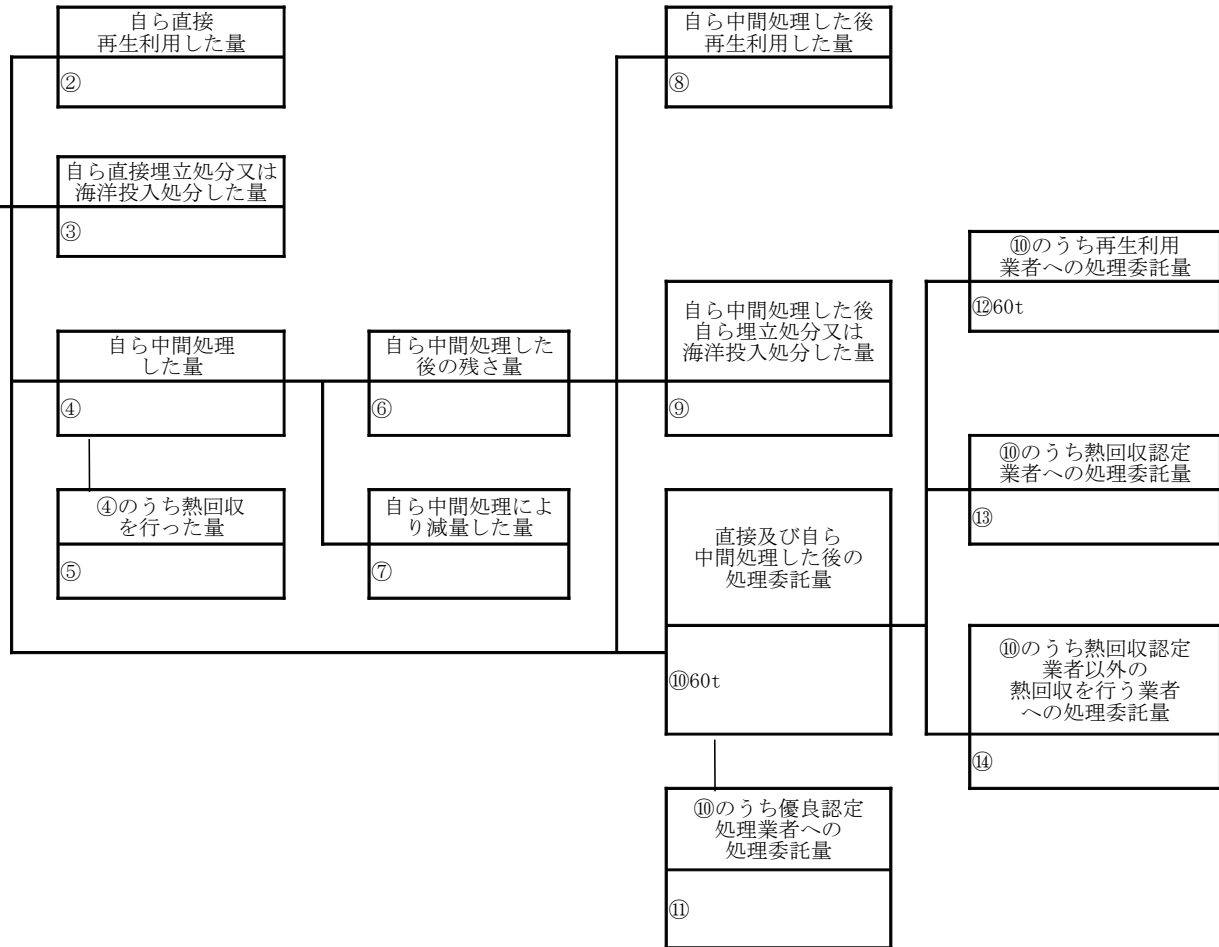 自ら直接
再生利用した量
②
自ら中間処理した後
再生利用した量
⑧
自ら直接埋立処分又は
海洋投入処分した量
③
⑩のうち再生利用
業者への処理委託量
⑫60t
自ら中間処理
した量
④
自ら中間処理した
後の残さ量
⑥
自ら中間処理した後
自ら埋立処分又は
海洋投入処分した量
⑨
⑩のうち熱回収認定
業者への処理委託量
⑬
④のうち熱回収
を行った量
⑤
自ら中間処理によ
り減量した量
⑦
直接及び自ら
中間処理した後の
処理委託量
⑩60t
⑩のうち熱回収認定
業者以外の
熱回収を行う業者
への処理委託量
⑭
⑩のうち優良認定
処理業者への
処理委託量
⑪